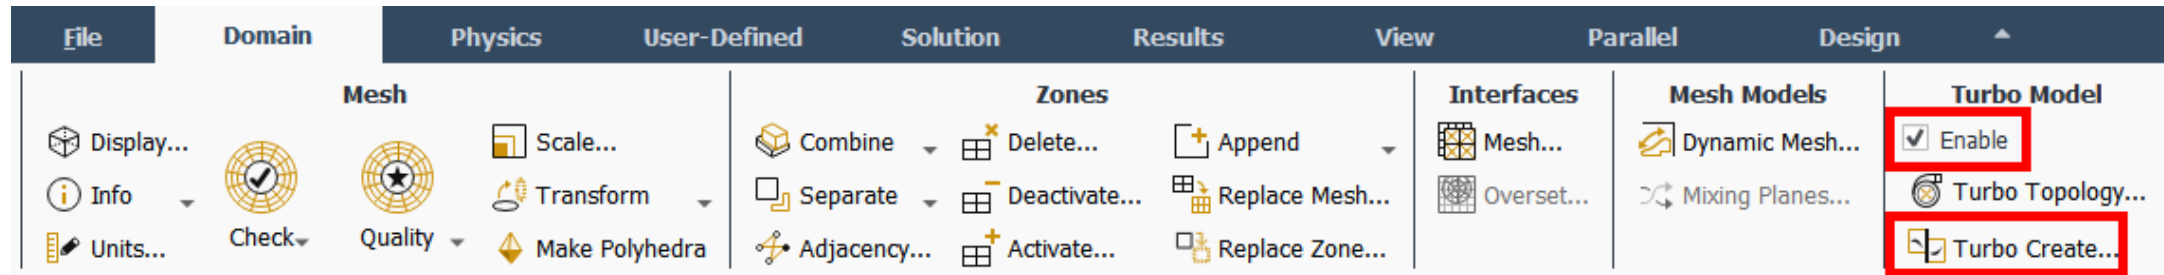 File Domain Physics User-Defined Solution Results View Parallel Design
Mesh Zones Interfaces Mesh Models Turbo Model
Display... Scale... Combine Delete... Append Mesh... Dynamic Mesh... Enable
Info Transform Separate Deactivate... Replace Mesh... Overset... Mixing Planes... Turbo Topology...
Units... Check Quality Make Polyhedra Adjacency... Activate... Replace Zone... Turbo Create...